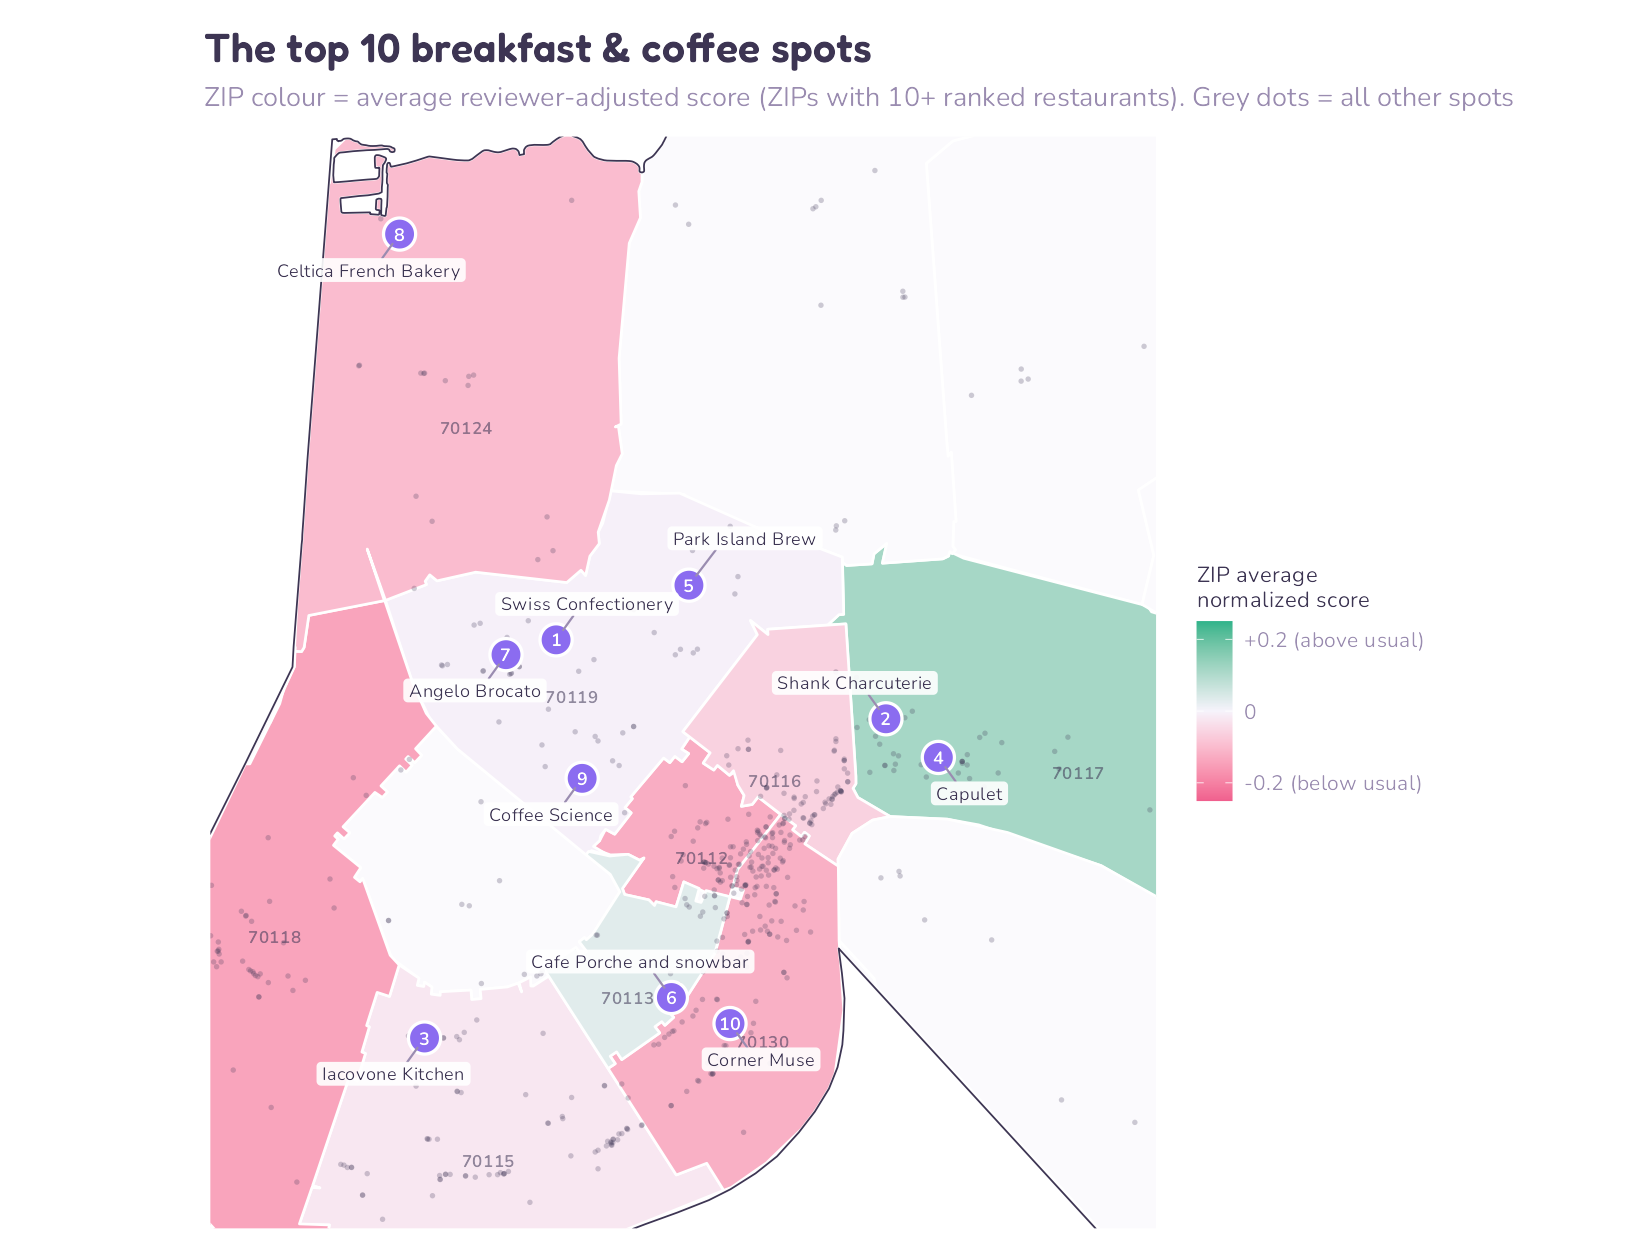 The top 10 breakfast & coffee spots
ZIP colour = average reviewer-adjusted score (ZIPs with 10+ ranked restaurants). Grey dots = all other spots
8
Celtica French Bakery
70124
Park Island Brew
5
Swiss Confectionery
1
7
Angelo Brocato
70119
Shank Charcuterie
2
4
70117
Capulet
70116
9
Coffee Science
70112
70118
Cafe Porche and snowbar
70113
6
10
70130
Corner Muse
3
Iacovone Kitchen
70115
ZIP average
normalized score
+0.2 (above usual)
0
-0.2 (below usual)